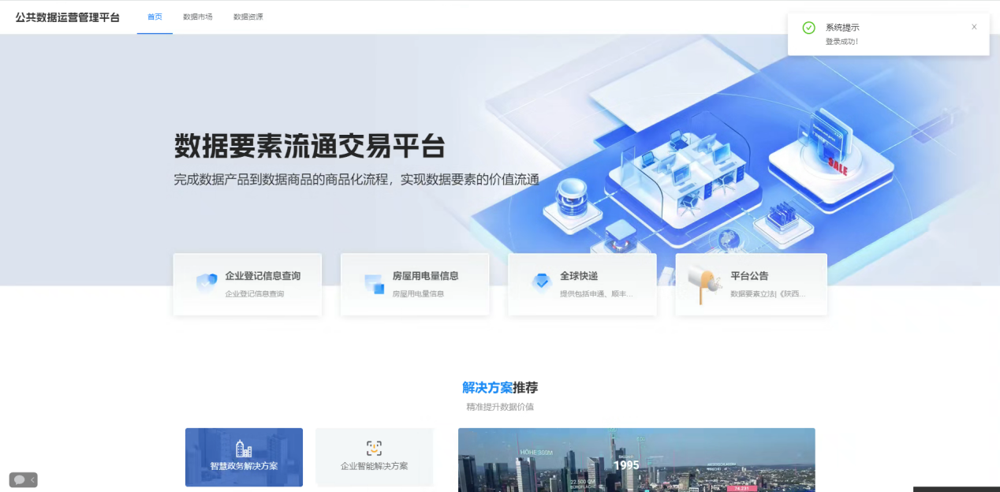 公共数据运营管理平台
首页
数据市场
数据资源
系统提示
X
登录成功!
数据要素流通交易平台
完成数据产品到数据商品的商品化流程，实现数据要素的价值流通
SALE
企业登记信息查询
企业登记信息查询
房屋用电量信息
房屋用电量信息
全球快递
提供包括申通、顺丰...
平台公告
数据要素立法|《陕西...
解决方案推荐
精准提升数据价值
智慧政务解决方案
企业智能解决方案
HÖHE 300M
1995
22.500 QM
74.231